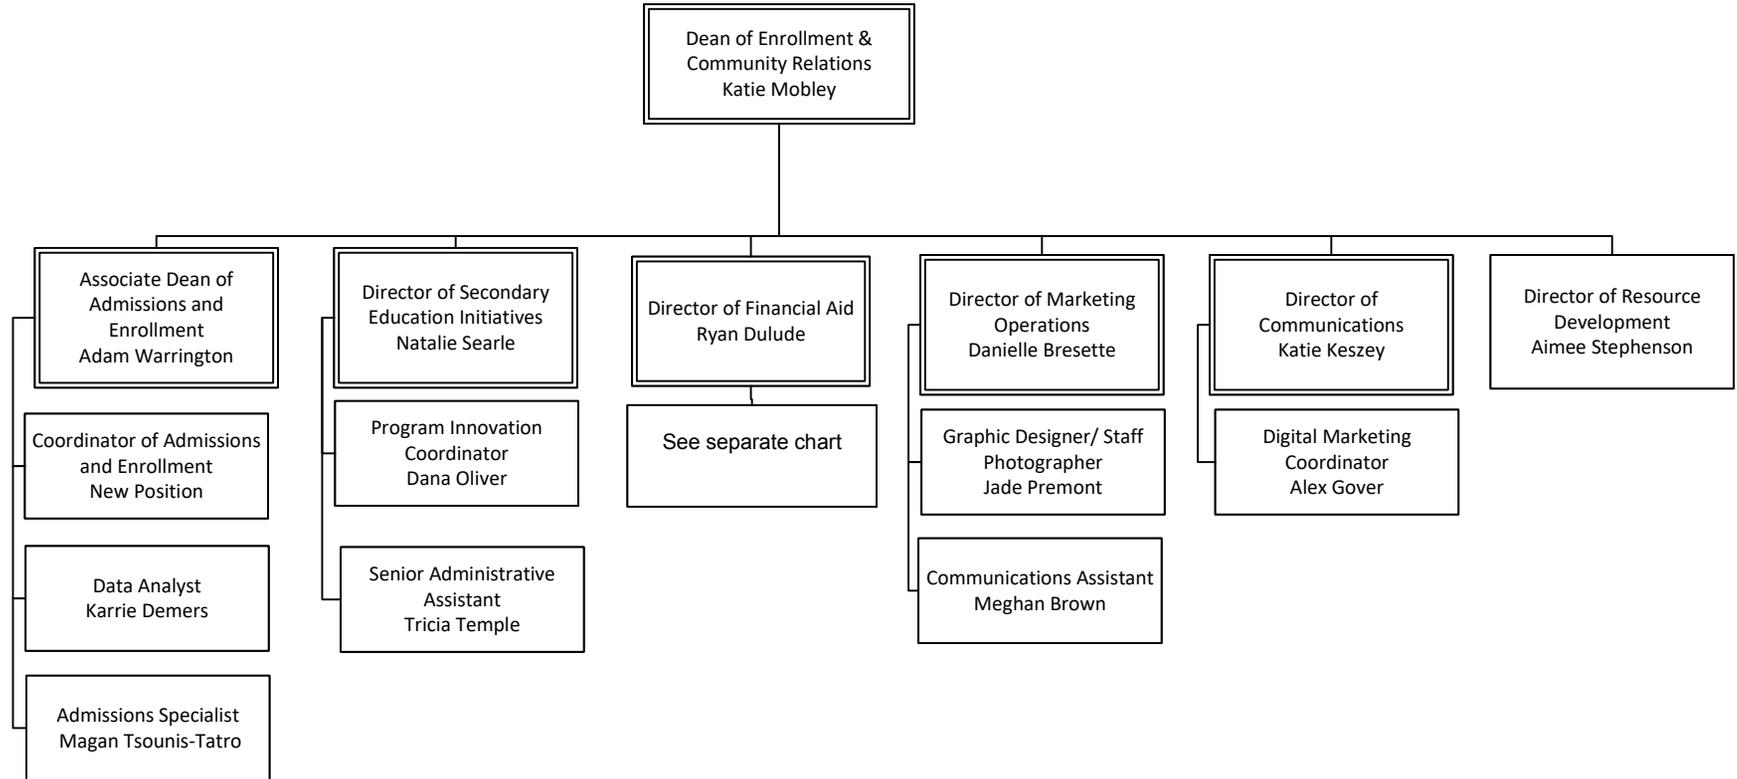 Dean of Enrollment &
Community Relations
Katie Mobley
Associate Dean of
Admissions and
Enrollment
Adam Warrington
Coordinator of Admissions
and Enrollment
New Position
Data Analyst
Karrie Demers
Admissions Specialist
Magan Tsounis-Tatro
Director of Secondary
Education Initiatives
Natalie Searle
Program Innovation
Coordinator
Dana Oliver
Senior Administrative
Assistant
Tricia Temple
Director of Financial Aid
Ryan Dulude
See separate chart
Director of Marketing
Operations
Danielle Bresette
Graphic Designer/ Staff
Photographer
Jade Premont
Communications Assistant
Meghan Brown
Director of
Communications
Katie Keszey
Digital Marketing
Coordinator
Alex Gover
Director of Resource
Development
Aimee Stephenson